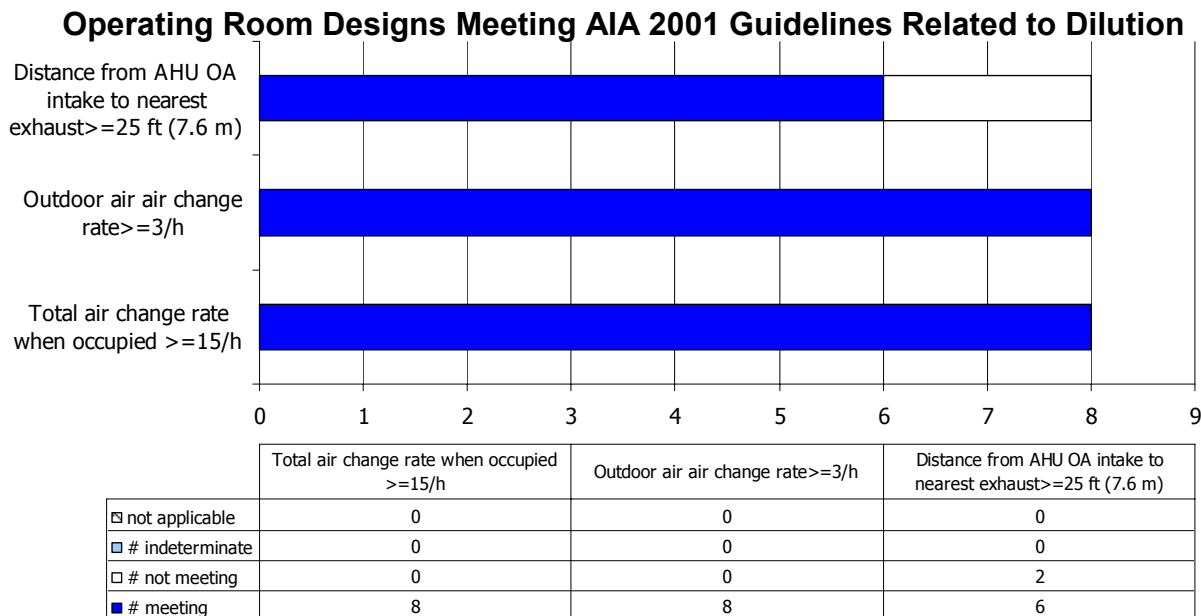 Operating Room Designs Meeting AIA 2001 Guidelines Related to Dilution
Distance from AHU OA
intake to nearest
exhaust>=25 ft (7.6 m)
Outdoor air air change
rate>=3/h
Total air change rate
when occupied >=15/h
0 1 2 3 4 5 6 7 8 9
Total air change rate when occupied
>=15/h
Outdoor air air change rate>=3/h
Distance from AHU OA intake to
nearest exhaust>=25 ft (7.6 m)
not applicable 0 0 0
# indeterminate 0 0 0
# not meeting 0 0 2
# meeting 8 8 6